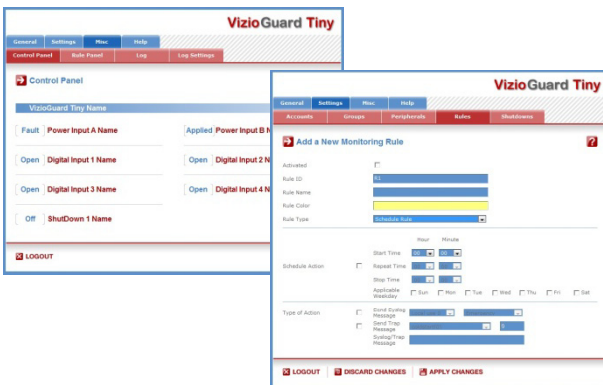 VizioGuard Tiny
General Settings Misc Help
Control Panel Rule Panel Log Log Settings
Control Panel
VizioGuard Tiny Name
Fault Power Input A Name Applied Power Input B N
Open Digital Input 1 Name Open Digital Input 2 N
Open Digital Input 3 Name Open Digital Input 4 N
Off ShutDown 1 Name
LOGOUT
VizioGuard Tiny
General Settings Misc Help
Accounts Groups Peripherals Rules Shutdowns
Add a New Monitoring Rule ?
Activated
Rule ID R1
Rule Name
Rule Color
Rule Type Schedule Rule
Hour Minute
Start Time 00 00
Schedule Action Repeat Time
Stop Time
Applicable
Weekday Sun Mon Tue Wed Thu Fri Sat
Type of Action Send Syslog
Message
Send Trap
Message
Syslog/Trap
Message
LOGOUT DISCARD CHANGES APPLY CHANGES